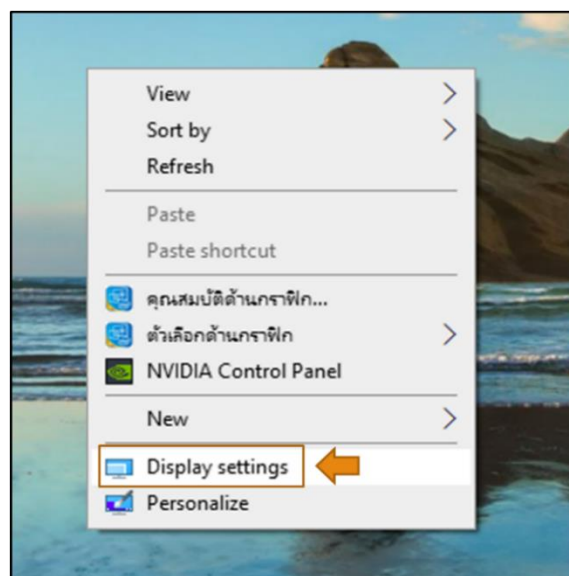 View
Sort by
Refresh
Paste
Paste shortcut
คุณสมบัติด้านกราฟิก...
ตัวเลือกด้านกราฟิก
NVIDIA Control Panel
New
Display settings
Personalize